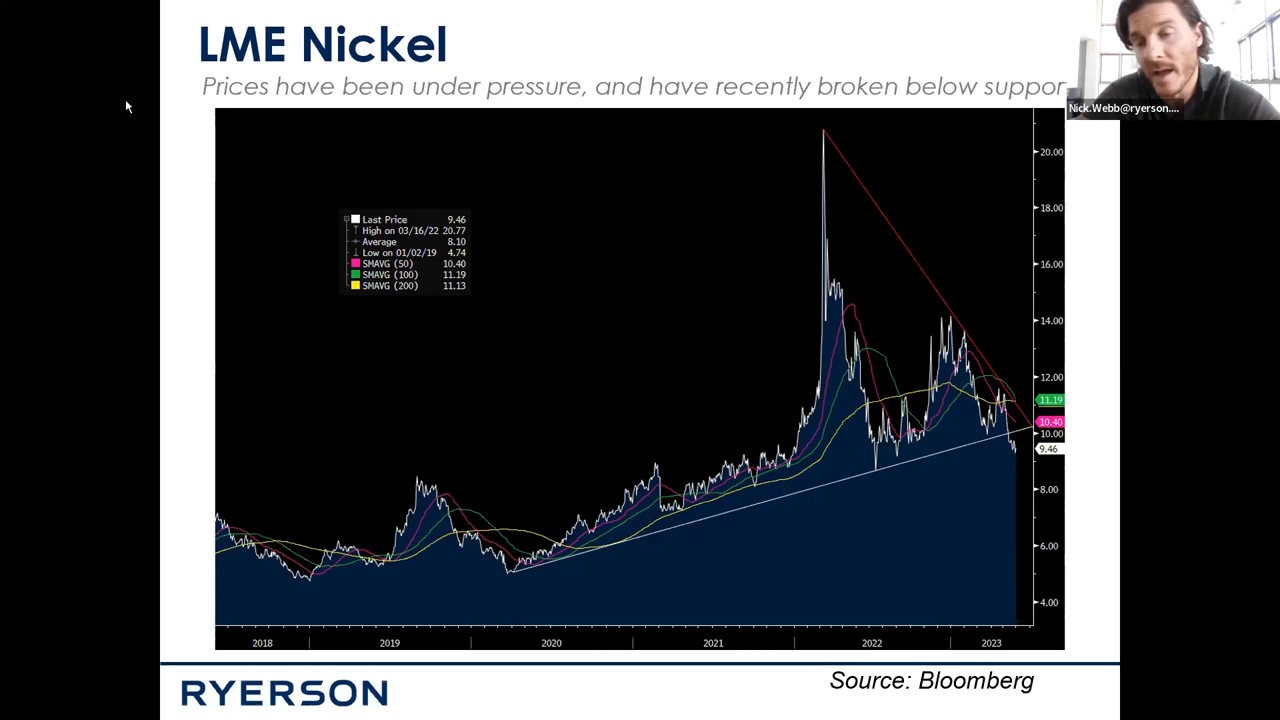 LME Nickel
Prices have been under pressure, and have recently broken below suppor
Nick.Webb@ryerson....
Last Price 9.46
High on 03/16/22 20.77
Average 8.10
Low on 01/02/19 4.74
SMAVG (50) 10.40
SMAVG (100) 11.19
SMAVG (200) 11.13
20.00
18.00
16.00
14.00
12.00
11.19
10.40
10.00
9.46
8.00
6.00
4.00
2018 2019 2020 2021 2022 2023
RYERSON
Source: Bloomberg